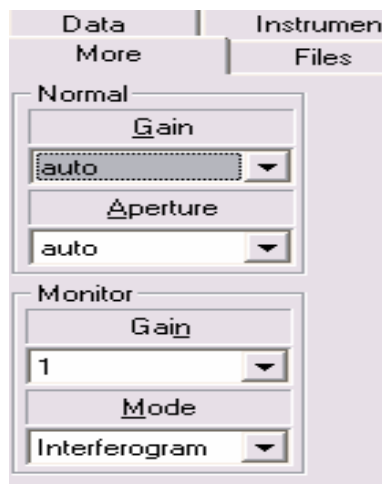 Data Instrumen
More Files
Normal
Gain
auto
Aperture
auto
Monitor
Gain
1
Mode
Interferogram